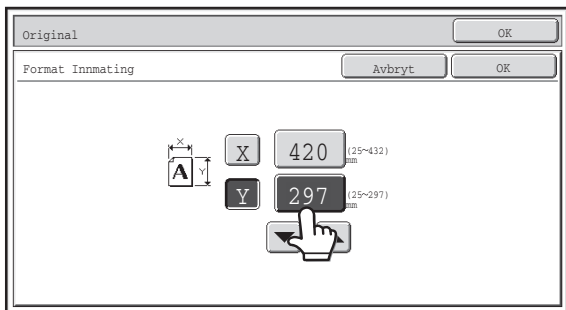 Original OK
Format Innmating Avbryt OK
X
A Y
X 420 (25~432) mm
Y 297 (25~297) mm